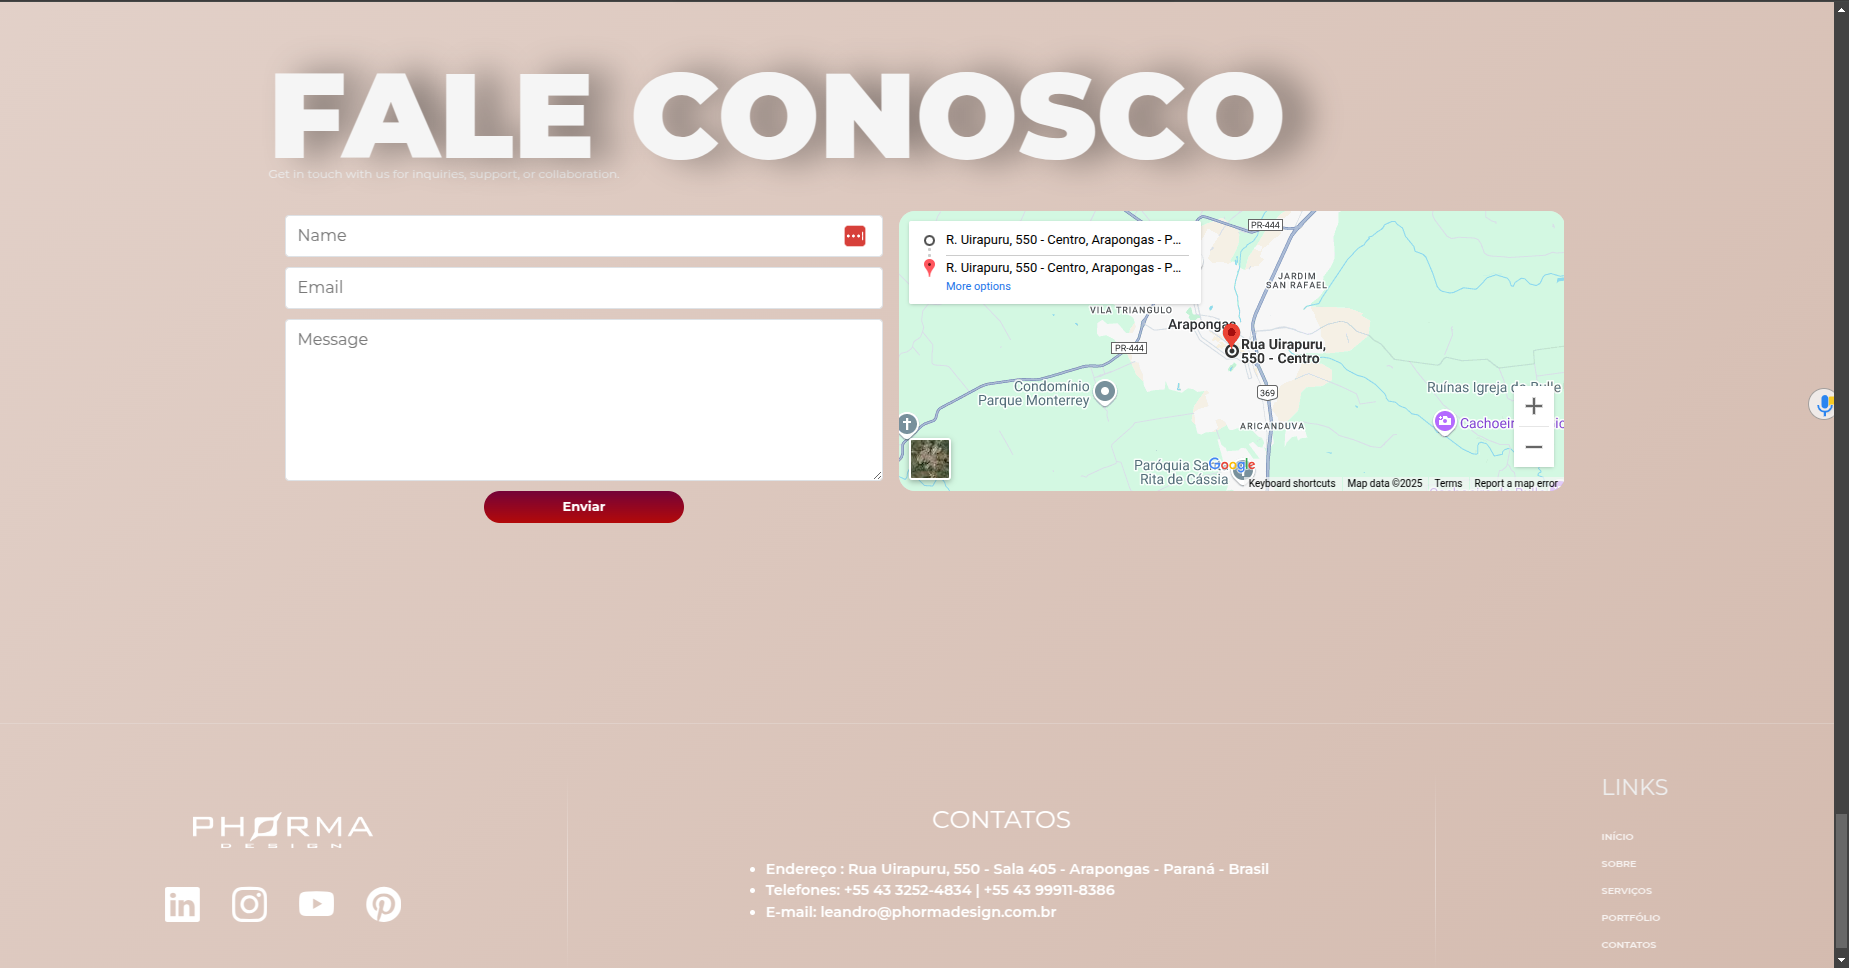 FALE CONOSCO
Get in touch with us for inquiries, support, or collaboration.
Name
Email
Message
Enviar
R. Uirapuru, 550 - Centro, Arapongas - P...
R. Uirapuru, 550 - Centro, Arapongas - P...
More options
PR-444
JARDIM
SAN RAFAEL
VILA TRIANGULO
Arapongas
Rua Uirapuru,
550 - Centro
PR-444
Condomínio
Parque Monterrey
369
Ruínas Igreja do
Cachoeir
ARICANDUVA
Paróquia Sa
Rita de Cássia
Google
Keyboard shortcuts
Map data ©2025
Terms
Report a map error
PHORMA
DESIGN
CONTATOS
Endereço : Rua Uirapuru, 550 - Sala 405 - Arapongas - Paraná - Brasil
Telefones: +55 43 3252-4834 | +55 43 99911-8386
E-mail: leandro@phormadesign.com.br
LINKS
INÍCIO
SOBRE
SERVIÇOS
PORTFÓLIO
CONTATOS